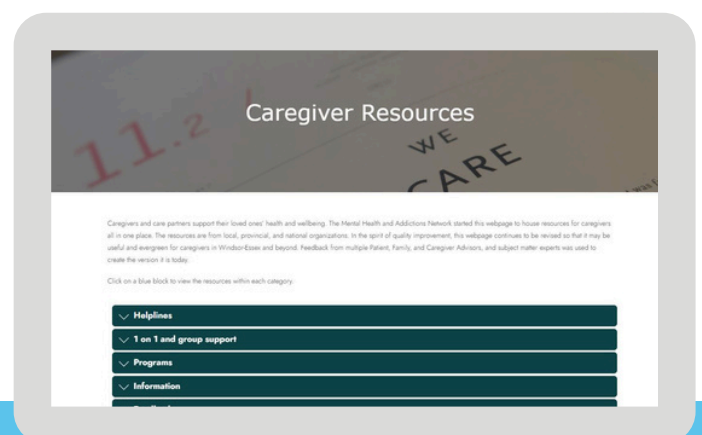 Caregiver Resources
11.2
WE
CARE
Caregivers and care partners support their loved ones' health and wellbeing. The Mental Health and Addictions Network started this webpage to house resources for caregivers
all in one place. The resources are from local, provincial, and national organizations. In the spirit of quality improvement, this webpage continues to be revised so that it may be
useful and evergreen for caregivers in Windsor-Essex and beyond. Feedback from multiple Patient, Family, and Caregiver Advisors, and subject matter experts was used to
create the version it is today.
Click on a blue block to view the resources within each category.
Helplines
1 on 1 and group support
Programs
Information